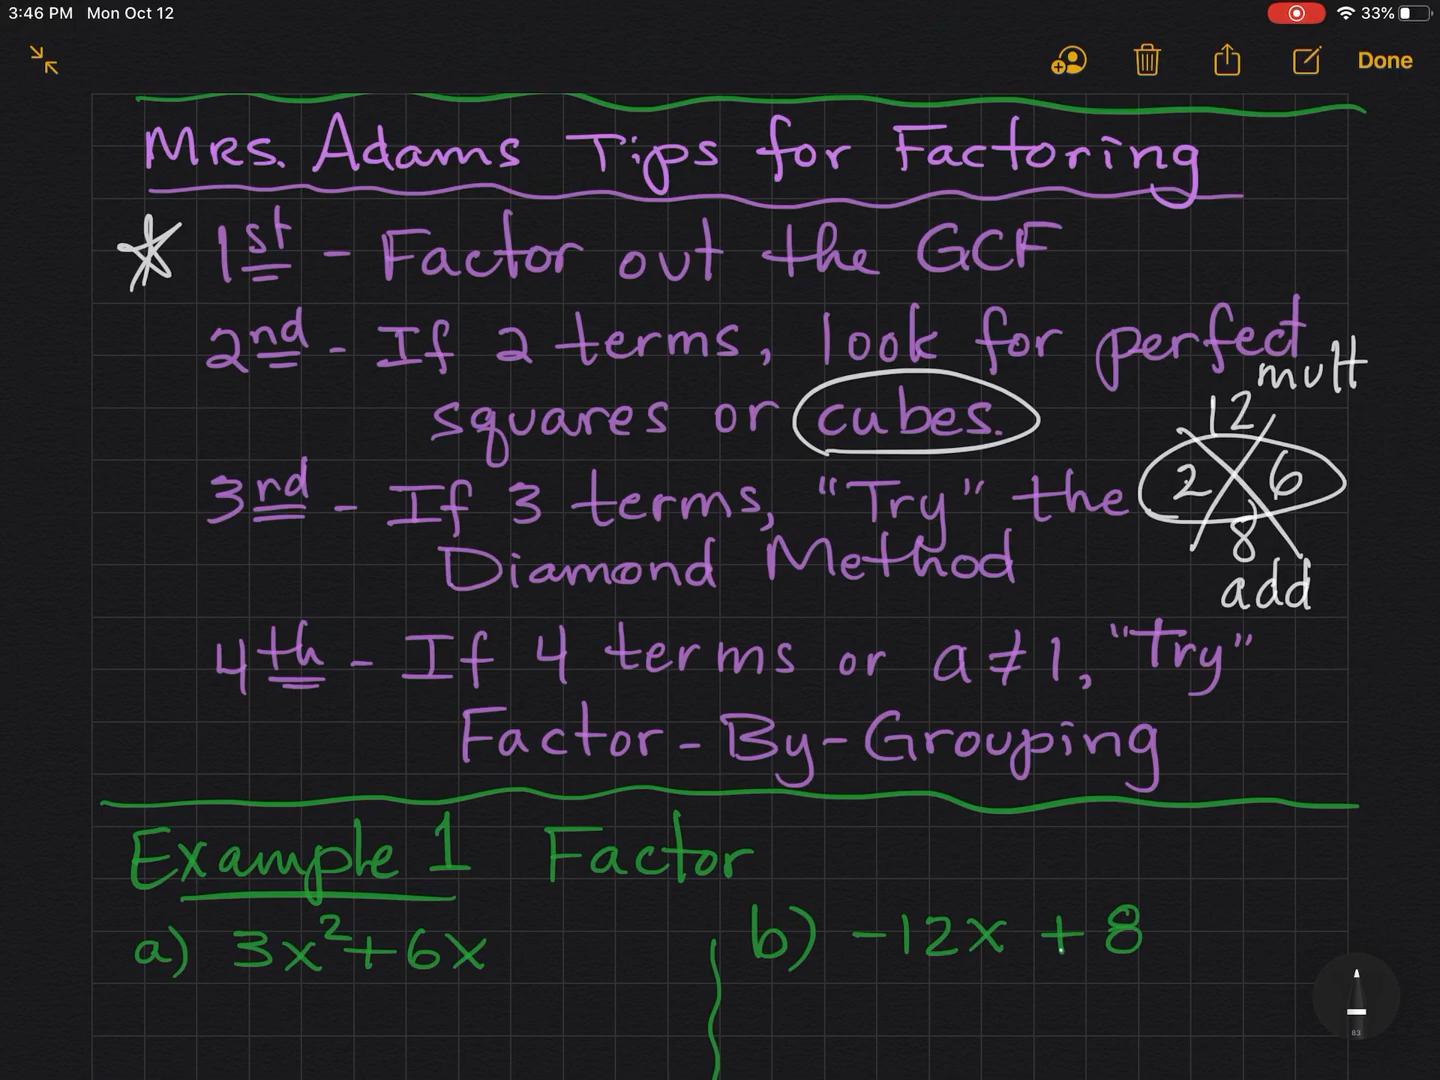 3:46 PM Mon Oct 12
33%
Done
Mrs. Adams Tips for Factoring
1st - Factor out the GCF
2nd - If 2 terms, look for perfect
squares or cubes.
mult
12
2 6
8
add
3rd - If 3 terms, "Try" the
Diamond Method
4th - If 4 terms or a≠1, "Try"
Factor-By-Grouping
Example 1 Factor
a) 3x²+6x
b) -12x + 8
83